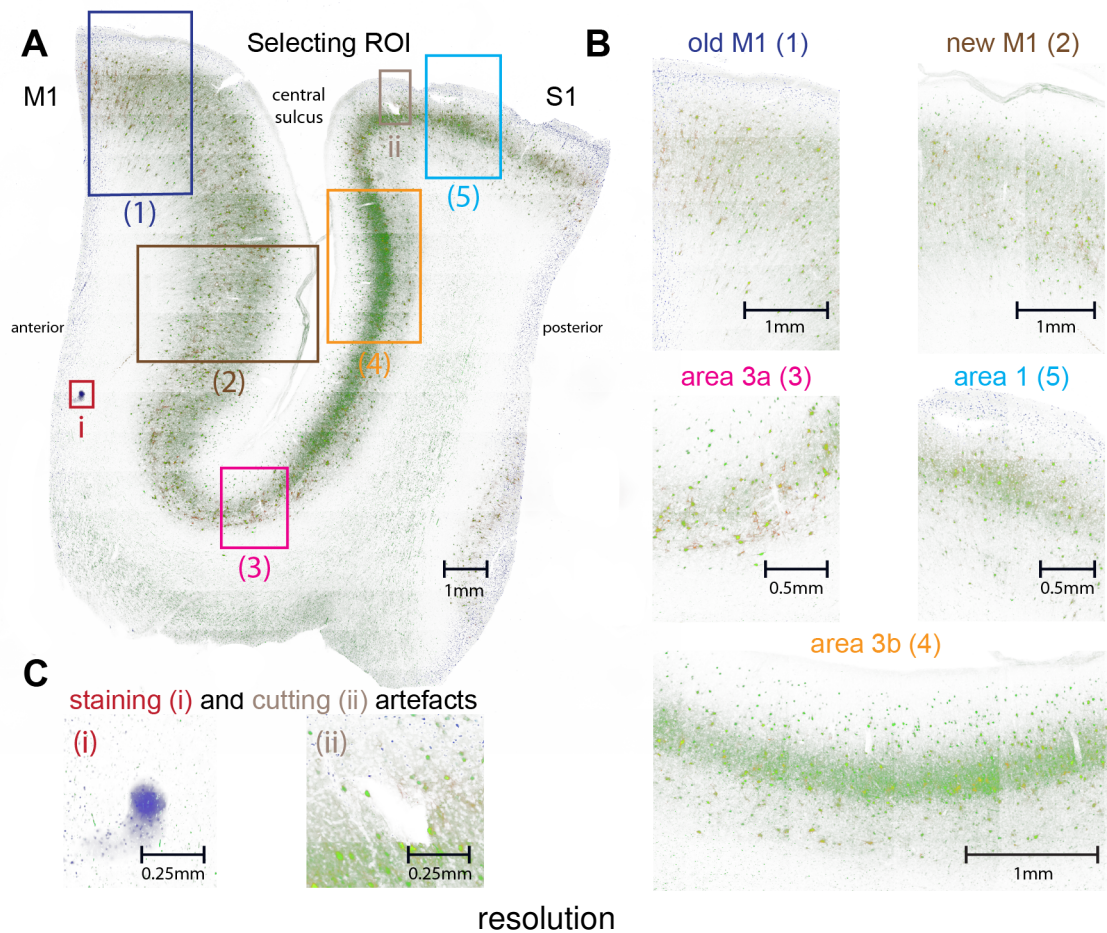 A
Selecting ROI
M1
central
sulcus
S1
ii
(1)
(5)
anterior
posterior
(2)
(4)
i
(3)
1mm
B
old M1 (1)
new M1 (2)
1mm
1mm
area 3a (3)
area 1 (5)
0.5mm
0.5mm
area 3b (4)
1mm
C
staining (i) and cutting (ii) artefacts
(i)
(ii)
0.25mm
0.25mm
resolution